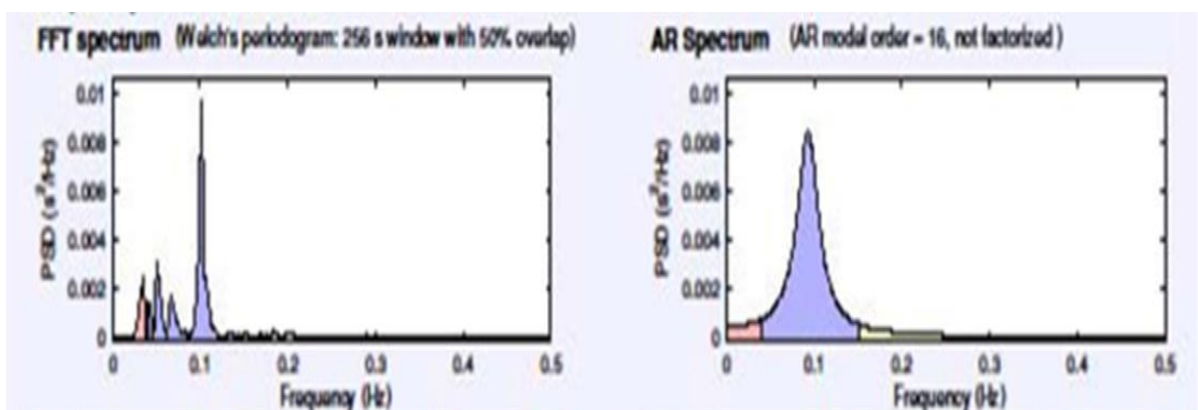 FFT spectrum (Welch's periodogram: 256 s window with 50% overlap)
PSD (s²/Hz)
0.01
0.008
0.006
0.004
0.002
0
0 0.1 0.2 0.3 0.4 0.5
Frequency (Hz)
AR Spectrum (AR model order = 16, not factorized )
PSD (s²/Hz)
0.01
0.008
0.006
0.004
0.002
0
0 0.1 0.2 0.3 0.4 0.5
Frequency (Hz)